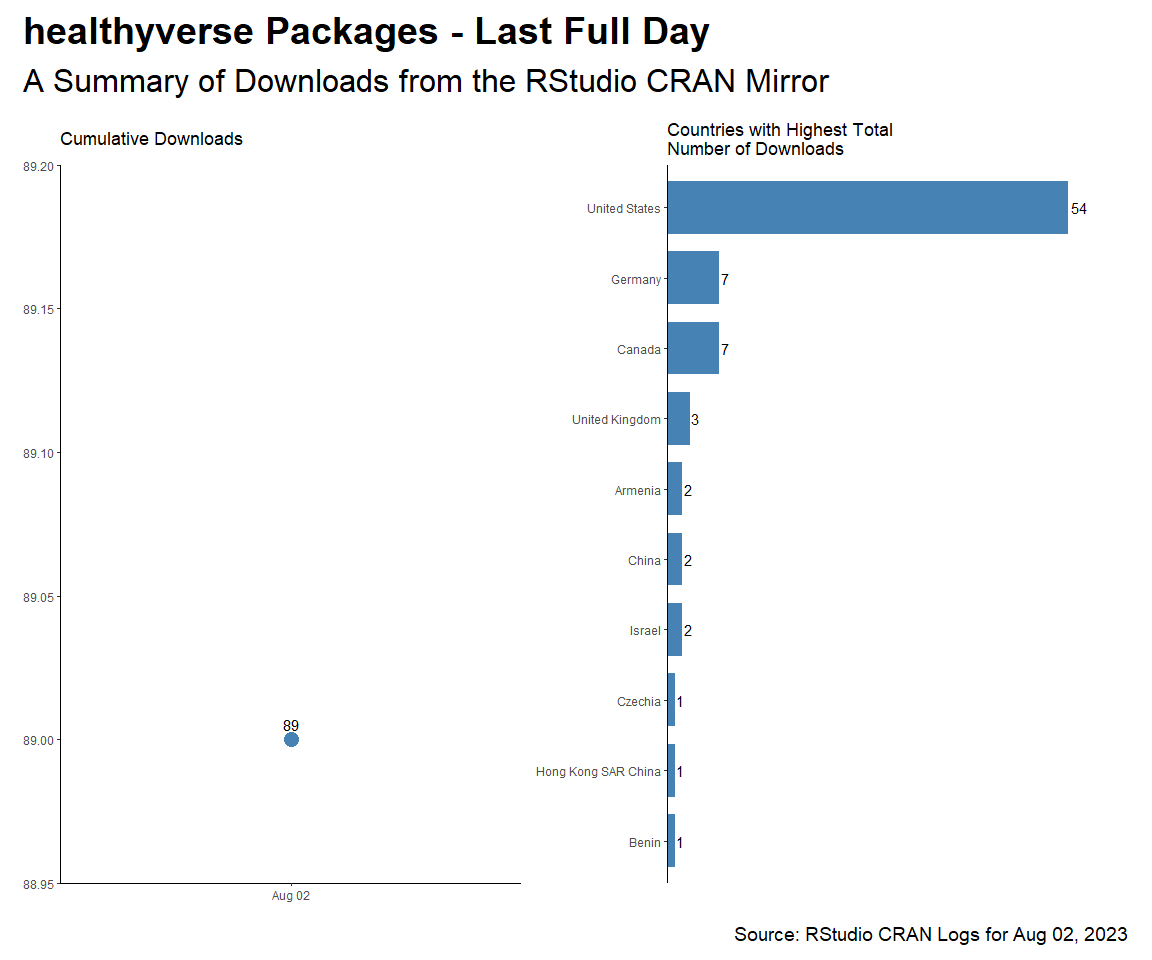 healthyverse Packages - Last Full Day
A Summary of Downloads from the RStudio CRAN Mirror
Cumulative Downloads
89.20
89.15
89.10
89.05
89.00
88.95
89
Aug 02
Countries with Highest Total
Number of Downloads
United States 54
Germany 7
Canada 7
United Kingdom 3
Armenia 2
China 2
Israel 2
Czechia 1
Hong Kong SAR China 1
Benin 1
Source: RStudio CRAN Logs for Aug 02, 2023